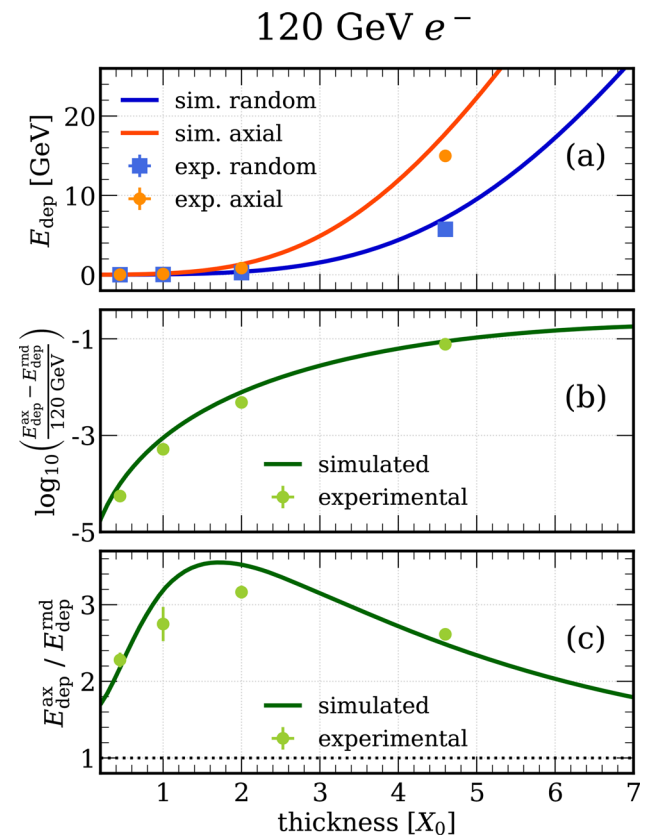 120 GeV e⁻
E_dep [GeV]
20
10
0
sim. random
sim. axial
exp. random
exp. axial
(a)
log₁₀((E_dep^ax − E_dep^rnd)/(120 GeV))
-1
-3
-5
simulated
experimental
(b)
E_dep^ax / E_dep^rnd
3
2
1
simulated
experimental
(c)
1 2 3 4 5 6 7
thickness [X₀]